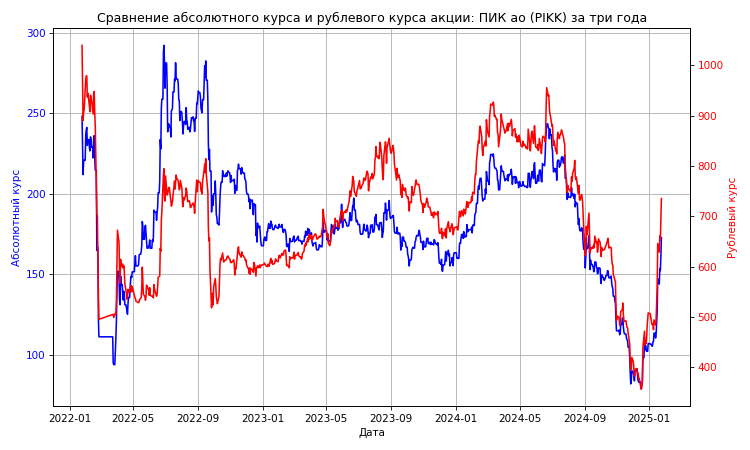 Сравнение абсолютного курса и рублевого курса акции: ПИК ао (PIKK) за три года
300
250
200
150
100
Абсолютный курс
1000
900
800
700
600
500
400
Рублевый курс
2022-01 2022-05 2022-09 2023-01 2023-05 2023-09 2024-01 2024-05 2024-09 2025-01
Дата